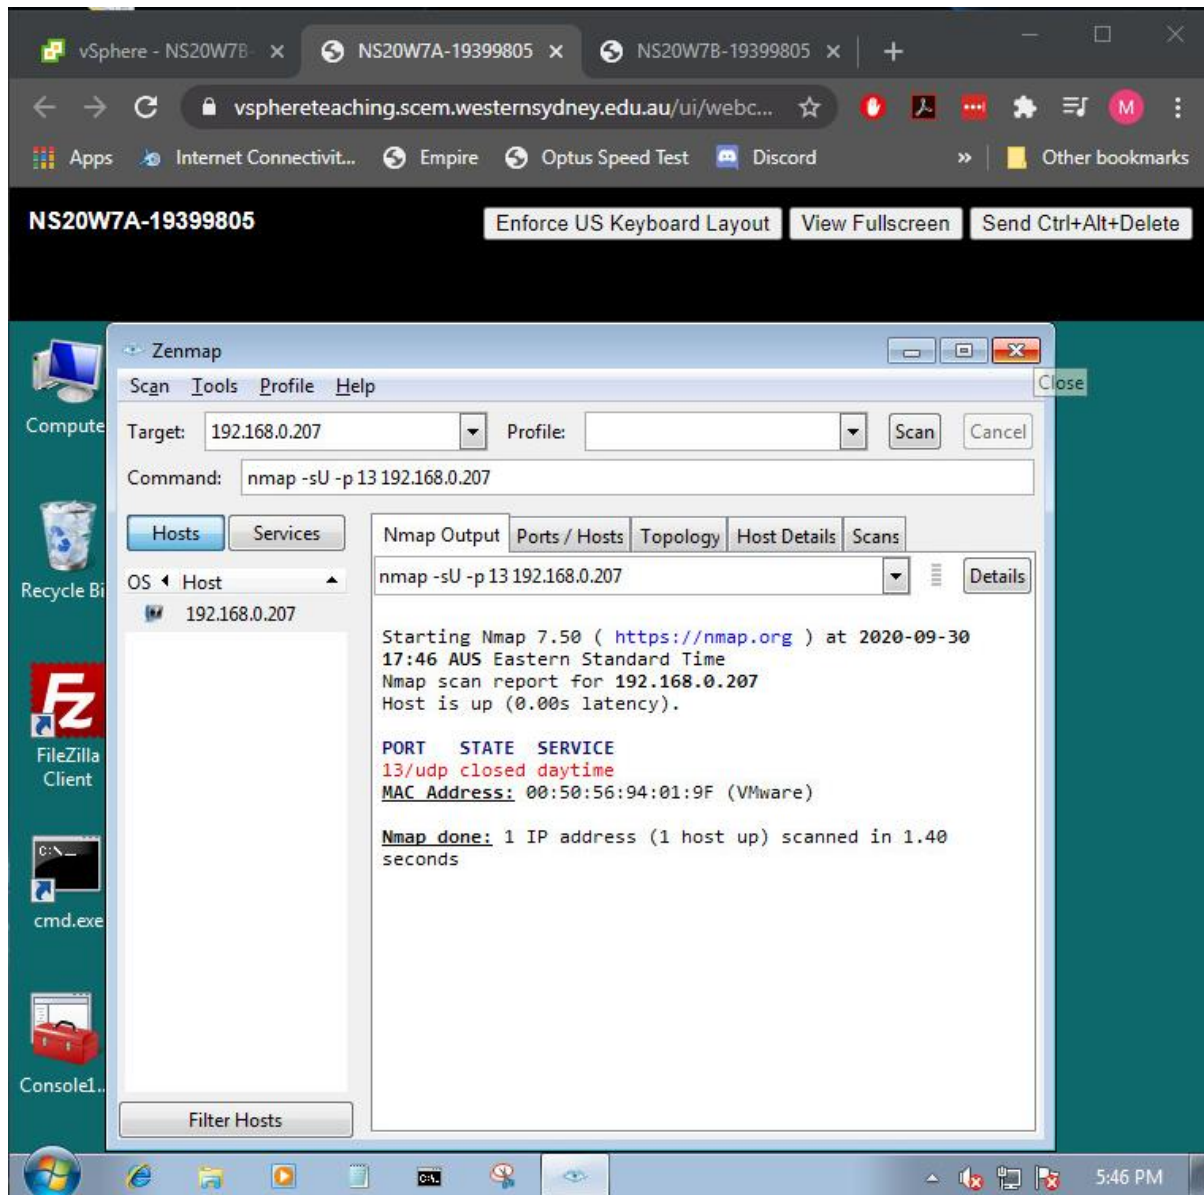 vSphere - NS20W7B-
NS20W7A-19399805
NS20W7B-19399805
vsphereteaching.scem.westernsydney.edu.au/ui/webc...
M
Apps
Internet Connectivit...
Empire
Optus Speed Test
Discord
»
Other bookmarks
NS20W7A-19399805
Enforce US Keyboard Layout
View Fullscreen
Send Ctrl+Alt+Delete
Zenmap
Close
Scan Tools Profile Help
Target: 192.168.0.207 Profile: Scan Cancel
Command: nmap -sU -p 13 192.168.0.207
Hosts Services
Nmap Output Ports / Hosts Topology Host Details Scans
nmap -sU -p 13 192.168.0.207 Details
OS Host
192.168.0.207
Starting Nmap 7.50 ( https://nmap.org ) at 2020-09-30
17:46 AUS Eastern Standard Time
Nmap scan report for 192.168.0.207
Host is up (0.00s latency).
PORT STATE SERVICE
13/udp closed daytime
MAC Address: 00:50:56:94:01:9F (VMware)
Nmap done: 1 IP address (1 host up) scanned in 1.40
seconds
Filter Hosts
Compute
Recycle Bi
FZ
FileZilla
Client
C:\_
cmd.exe
Console1..
C:\.
5:46 PM